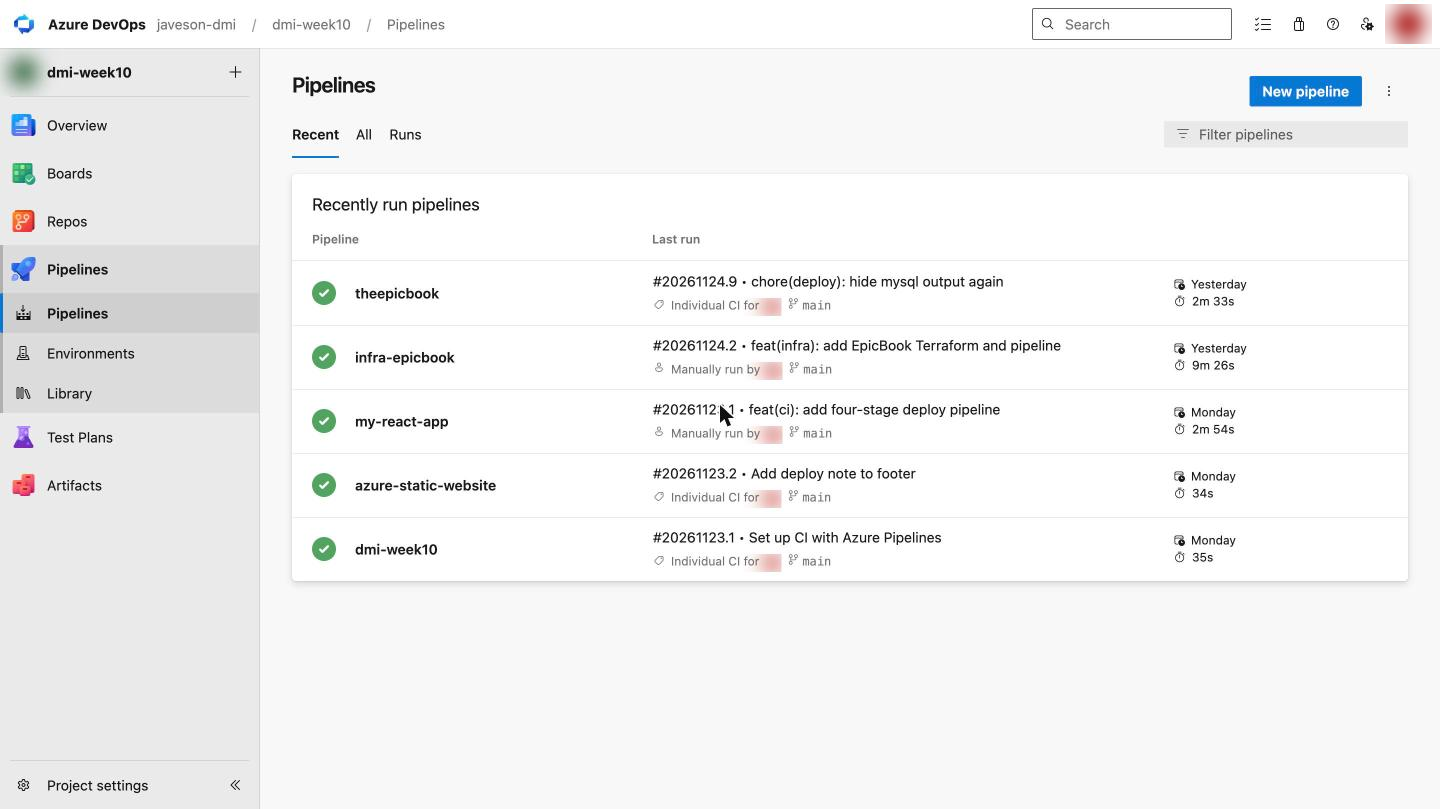 Azure DevOps javeson-dmi / dmi-week10 / Pipelines
Search
dmi-week10
Overview
Boards
Repos
Pipelines
Pipelines
Environments
Library
Test Plans
Artifacts
Project settings
Pipelines
New pipeline
Recent All Runs
Filter pipelines
Recently run pipelines
Pipeline Last run
theepicbook
#20261124.9 • chore(deploy): hide mysql output again
Individual CI for main
Yesterday
2m 33s
infra-epicbook
#20261124.2 • feat(infra): add EpicBook Terraform and pipeline
Manually run by main
Yesterday
9m 26s
my-react-app
• feat(ci): add four-stage deploy pipeline
Manually run by main
Monday
2m 54s
azure-static-website
#20261123.2 • Add deploy note to footer
Individual CI for main
Monday
34s
dmi-week10
#20261123.1 • Set up CI with Azure Pipelines
Individual CI for main
Monday
35s